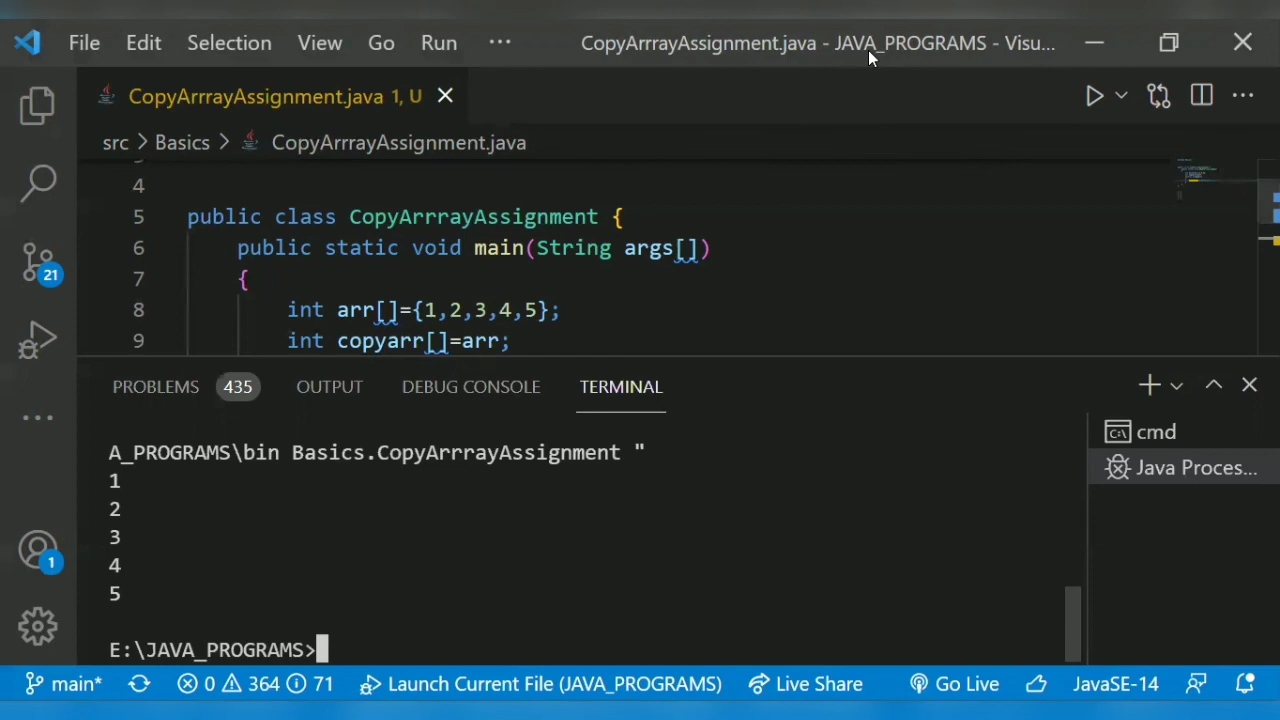 File Edit Selection View Go Run ··· CopyArrrayAssignment.java - JAVA_PROGRAMS - Visu...
CopyArrrayAssignment.java 1, U
src > Basics > CopyArrrayAssignment.java
4
5 public class CopyArrrayAssignment {
6 public static void main(String args[])
7 {
8 int arr[]={1,2,3,4,5};
9 int copyarr[]=arr;
21
PROBLEMS 435 OUTPUT DEBUG CONSOLE TERMINAL
A_PROGRAMS\bin Basics.CopyArrrayAssignment "
1
2
3
4
5
E:\JAVA_PROGRAMS>
cmd
Java Proces...
1
main* 0 364 71 Launch Current File (JAVA_PROGRAMS) Live Share Go Live JavaSE-14